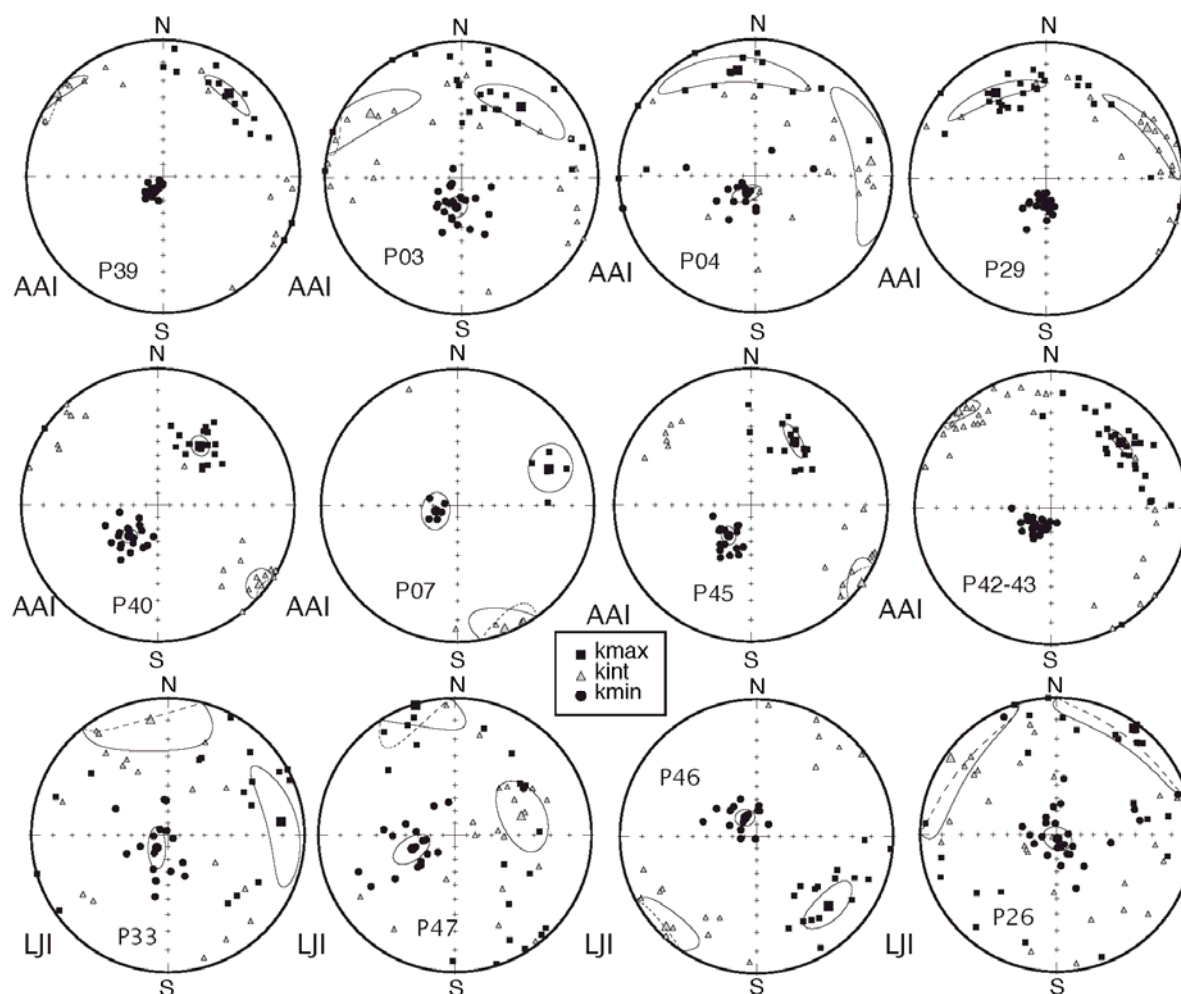 N N N N
P39 P03 P04 P29
AAI AAI AAI AAI
S S S S
N N N N
P40 P07 P45 P42-43
AAI AAI AAI AAI
S S S S
kmax
kint
kmin
N N N N
P33 P47 P46 P26
LJI LJI LJI LJI
S S S S